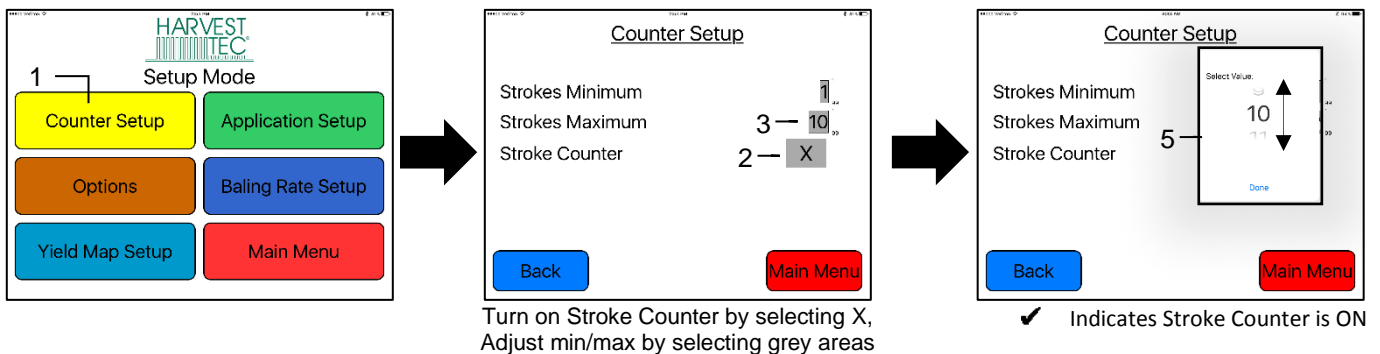 HARVEST
TEC
Setup Mode
1
Counter Setup
Application Setup
Options
Baling Rate Setup
Yield Map Setup
Main Menu
Counter Setup
Strokes Minimum 1
Strokes Maximum 3 10
Stroke Counter 2 X
Back
Main Menu
Turn on Stroke Counter by selecting X,
Adjust min/max by selecting grey areas
Counter Setup
Select Value:
Strokes Minimum
Strokes Maximum
Stroke Counter
9
10
11
5
Done
Back
Main Menu
✔ Indicates Stroke Counter is ON